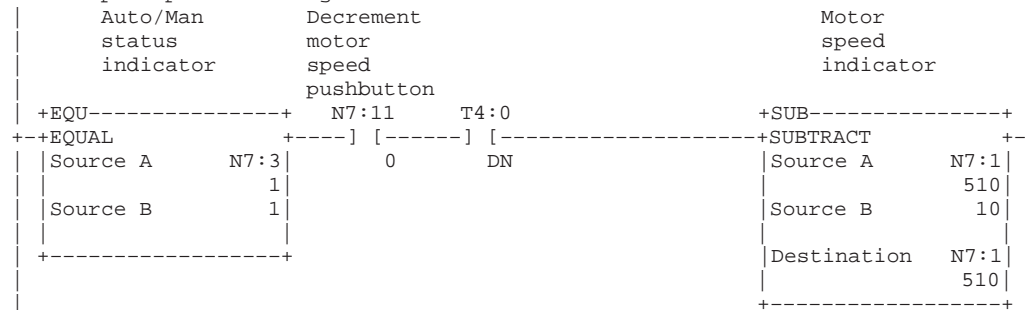 Auto/Man Decrement Motor
status motor speed
indicator speed indicator
pushbutton
+EQU---------------+ N7:11 T4:0 +SUB---------------+
+-+EQUAL +----] [------] [--------------------+SUBTRACT +-
| |Source A N7:3| 0 DN |Source A N7:1|
| | 1| | 510|
| |Source B 1| |Source B 10|
| | | | |
| +------------------+ |Destination N7:1|
| | 510|
| +------------------+